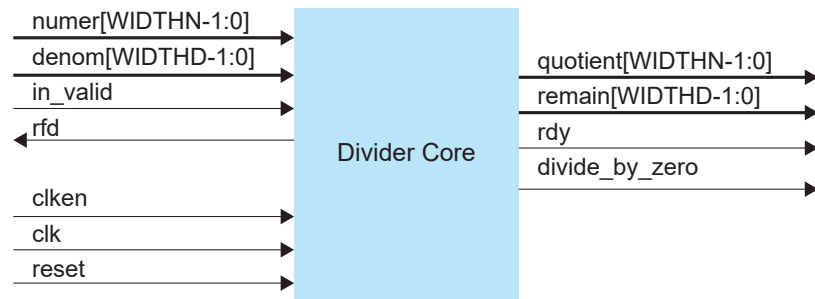 numer[WIDTHN-1:0]
denom[WIDTHD-1:0]
in_valid
rfd
clken
clk
reset
Divider Core
quotient[WIDTHN-1:0]
remain[WIDTHD-1:0]
rdy
divide_by_zero